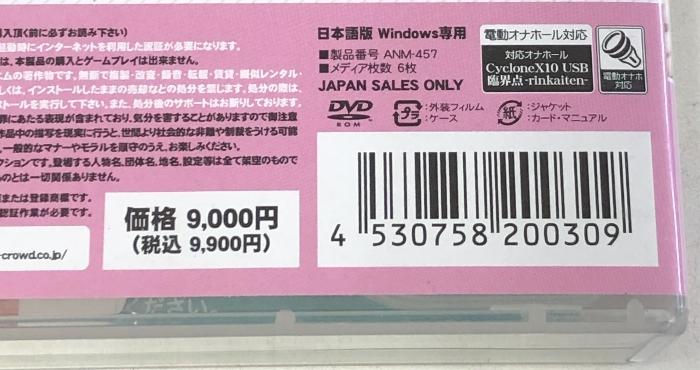 入頂く前に必ずお読み下さい)
動時にインターネットを利用した認証が必要になります。
は、本製品の購入とゲームプレイは出来ません。
ムの著作物です。無断で複製・改変・録音・転載・賃貸・擬似レンタル・
しく は、インストールしたままの売却などの処分を禁じます。処分の際は、
ストールを実行して下さい。また、処分後のサポートはお断りしております。
罪にあたる表現が含まれており、気分を害することがありますので御注意
作品中の描写を現実に行うと、世間より社会的な非難や制裁をうける可能
、一般的なマナーやモラルを順守のうえ、お楽しみください。
クションです。登場する人物名、団体名、地名、設定等は全て架空のもので
ものとは一切関係ありません。
または登録商標です。
認証作業が必要です。
-crowd.co.jp/
価格 9,000円
(税込 9,900円)
日本語版 Windows専用
■製品番号 ANM-457
■メディア枚数 6枚
JAPAN SALES ONLY
DVD
ROM
プラ
:外装フィルム
:ケース
紙
:ジャケット
:カード・マニュアル
電動オナホール対応
対応オナホール
CycloneX10 USB
臨界点-rinkaiten-
電動オナホ
対応
4 530758 200309
ださい。